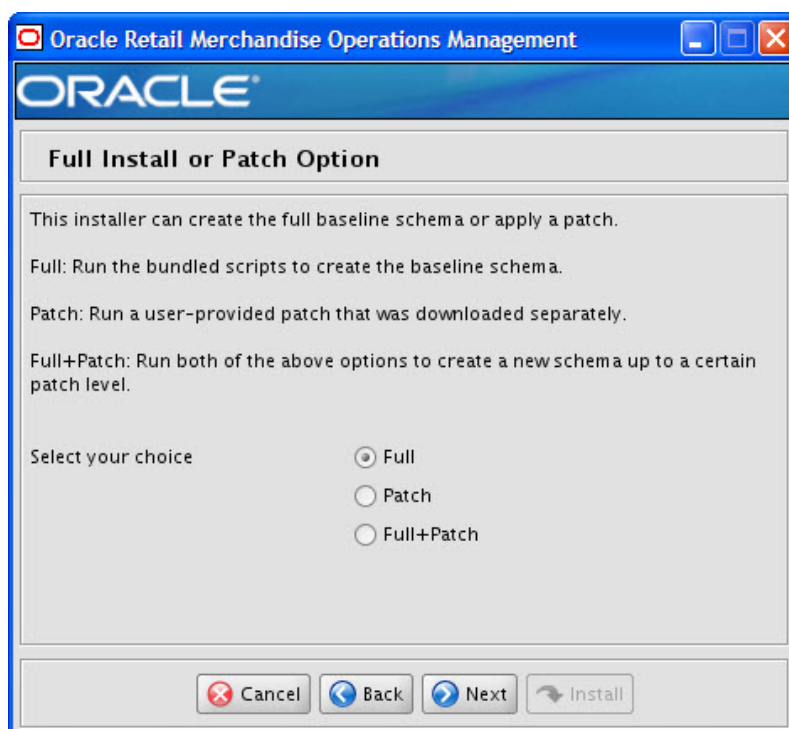 Oracle Retail Merchandise Operations Management
ORACLE®
Full Install or Patch Option
This installer can create the full baseline schema or apply a patch.
Full: Run the bundled scripts to create the baseline schema.
Patch: Run a user-provided patch that was downloaded separately.
Full+Patch: Run both of the above options to create a new schema up to a certain
patch level.
Select your choice
Full
Patch
Full+Patch
Cancel Back Next Install